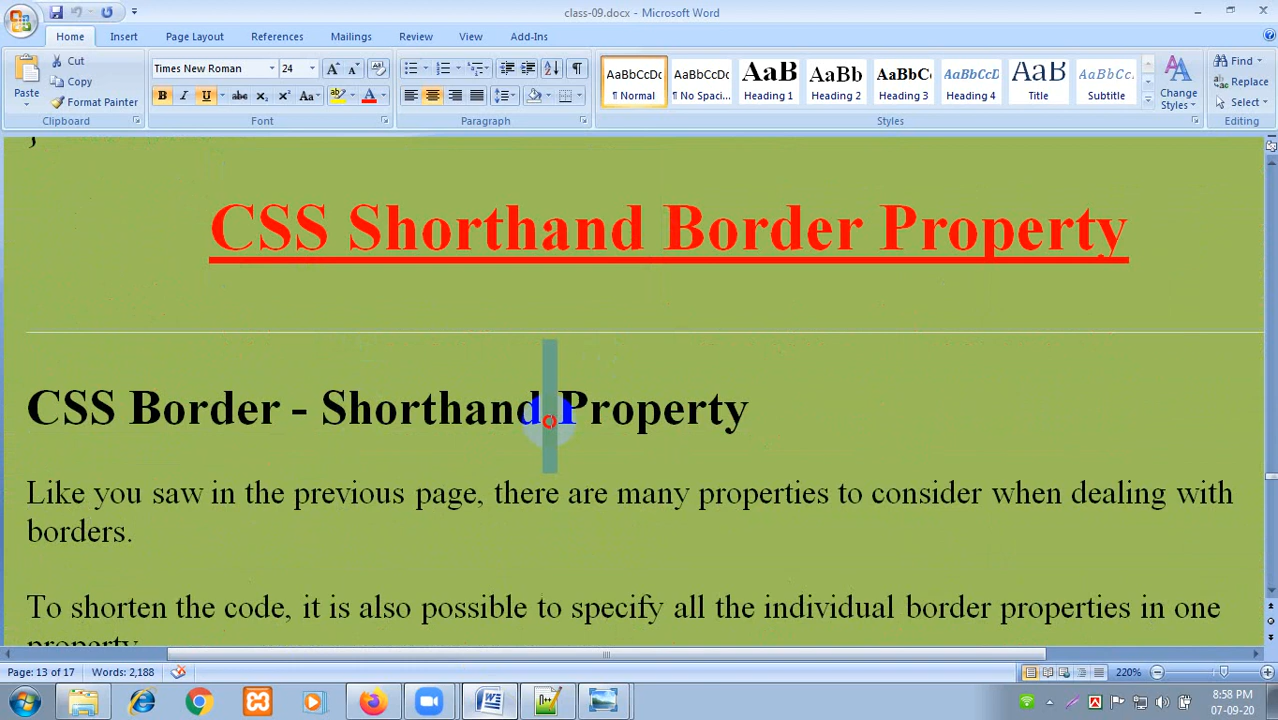 class-09.docx - Microsoft Word
Home Insert Page Layout References Mailings Review View Add-Ins
Paste
Cut
Copy
Format Painter
Clipboard
Times New Roman 24
B I U abc X₂ X² Aa
Font
Paragraph
AaBbCcDc ¶ Normal
AaBbCcDc ¶ No Spaci...
AaB Heading 1
AaBb Heading 2
AaBbC Heading 3
AaBbCcD Heading 4
AaB Title
AaBbCc. Subtitle
Change Styles
Styles
Find
Replace
Select
Editing
CSS Shorthand Border Property
CSS Border - Shorthand Property
Like you saw in the previous page, there are many properties to consider when dealing with
borders.
To shorten the code, it is also possible to specify all the individual border properties in one
property.
Page: 13 of 17 Words: 2,188 220%
8:58 PM
07-09-20